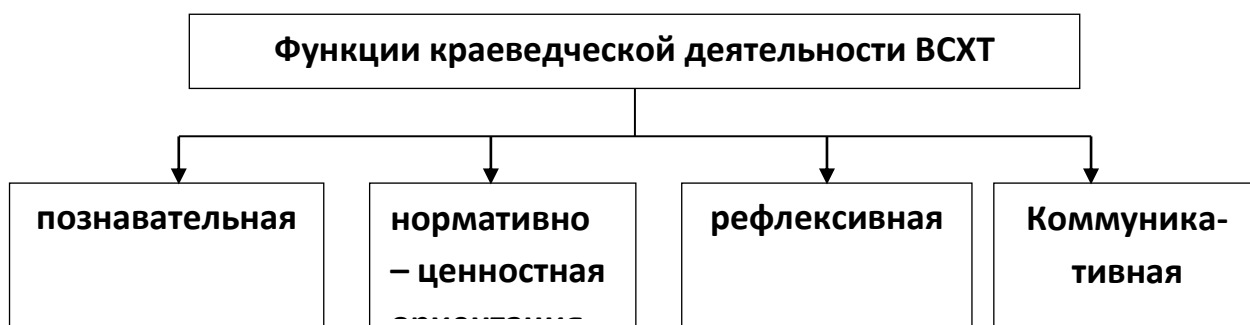 Функции краеведческой деятельности ВСХТ
познавательная
нормативно
– ценностная
рефлексивная
Коммуника-
тивная